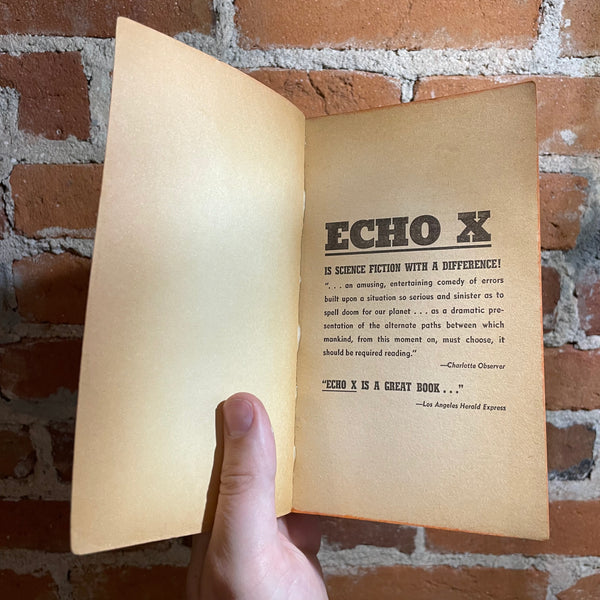 ECHO X
IS SCIENCE FICTION WITH A DIFFERENCE!
“. . . an amusing, entertaining comedy of errors
built upon a situation so serious and sinister as to
spell doom for our planet . . . as a dramatic pre-
sentation of the alternate paths between which
mankind, from this moment on, must choose, it
should be required reading.”
—Charlotte Observer
“ECHO X IS A GREAT BOOK . . .”
—Los Angeles Herald Express